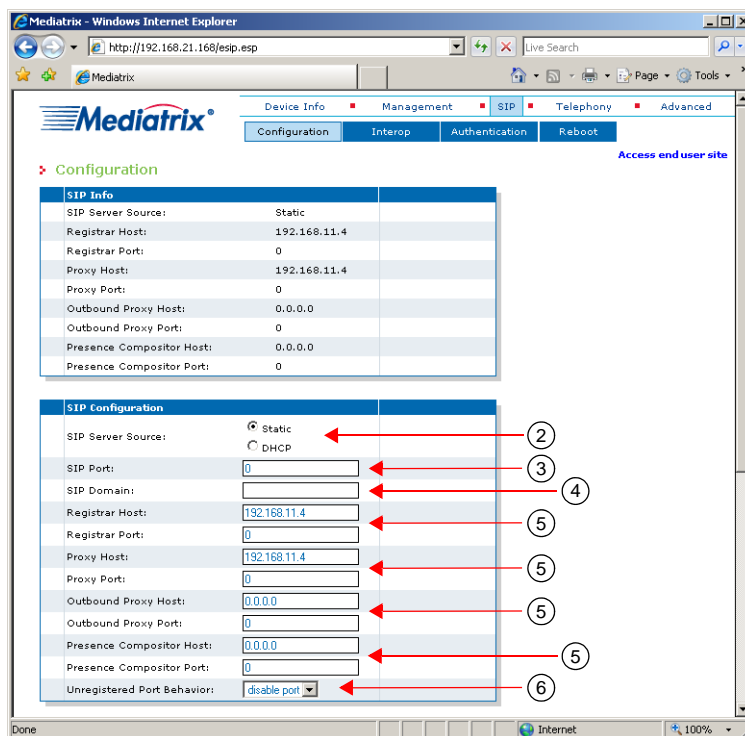 Mediatrix - Windows Internet Explorer
http://192.168.21.168/esip.esp
Live Search
Mediatrix
Page
Tools
Mediatrix®
Device Info Management SIP Telephony Advanced
Configuration Interop Authentication Reboot
Access end user site
Configuration
SIP Info
SIP Server Source: Static
Registrar Host: 192.168.11.4
Registrar Port: 0
Proxy Host: 192.168.11.4
Proxy Port: 0
Outbound Proxy Host: 0.0.0.0
Outbound Proxy Port: 0
Presence Compositor Host: 0.0.0.0
Presence Compositor Port: 0
SIP Configuration
SIP Server Source: Static
DHCP
2
SIP Port: 0 3
SIP Domain: 4
Registrar Host: 192.168.11.4
5
Registrar Port: 0
Proxy Host: 192.168.11.4
5
Proxy Port: 0
Outbound Proxy Host: 0.0.0.0
5
Outbound Proxy Port: 0
Presence Compositor Host: 0.0.0.0
5
Presence Compositor Port: 0
Unregistered Port Behavior: disable port 6
Done Internet 100%